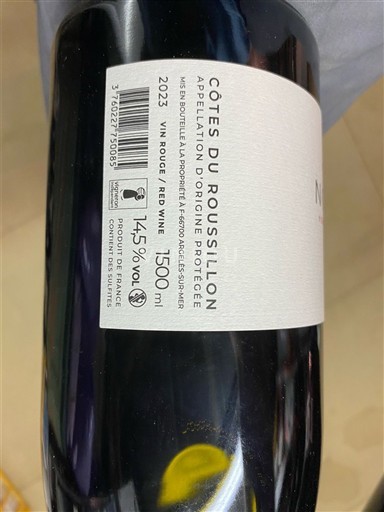 CÔTES DU ROUSSILLON
APPELLATION D'ORIGINE PROTÉGÉE
MIS EN BOUTEILLE À LA PROPRIÉTÉ À F-66700 ARGELÈS-SUR-MER
VIN ROUGE / RED WINE
2023
1500 ml
14,5 % VOL
PRODUIT DE FRANCE
CONTIENT DES SULFITES
3 760227 750085
N